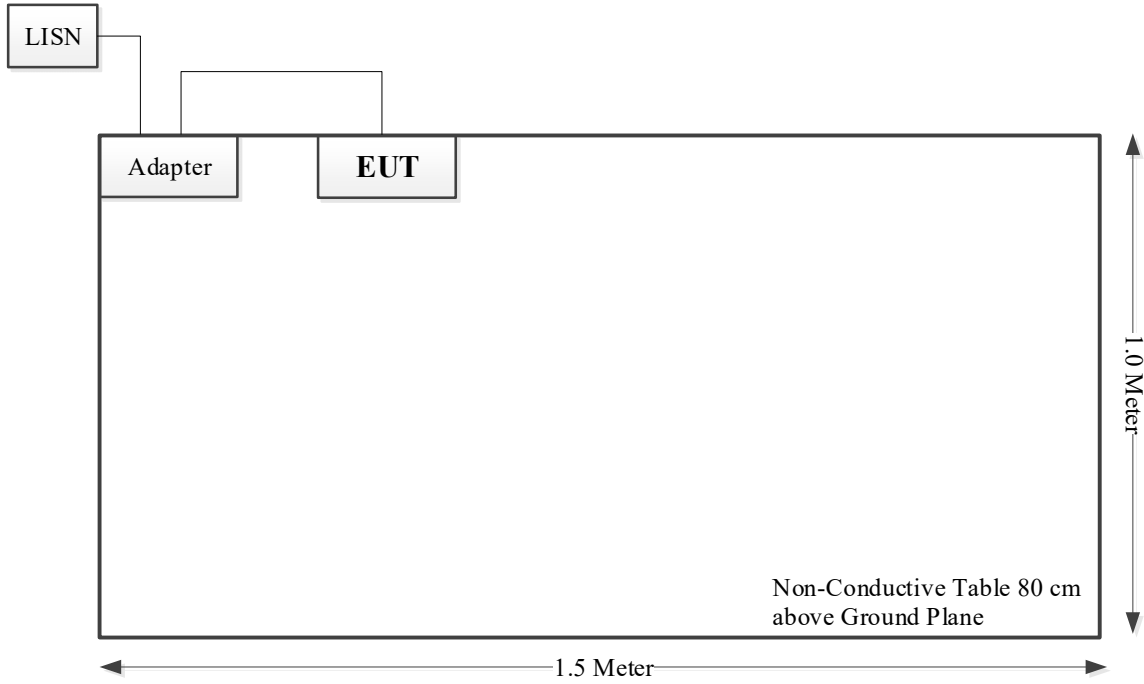 LISN
Adapter
EUT
1.0 Meter
Non-Conductive Table 80 cm
above Ground Plane
1.5 Meter